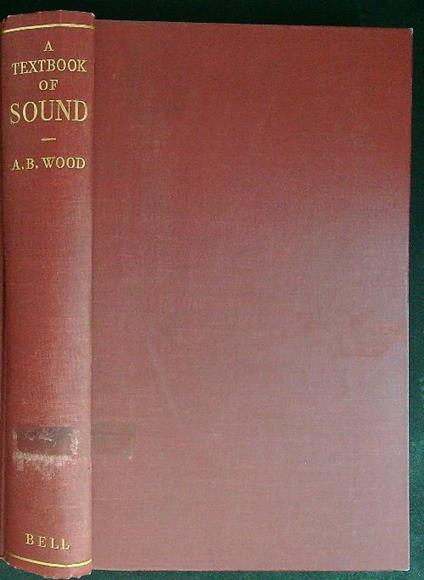 A
TEXTBOOK
OF
SOUND
A.B. WOOD
BELL